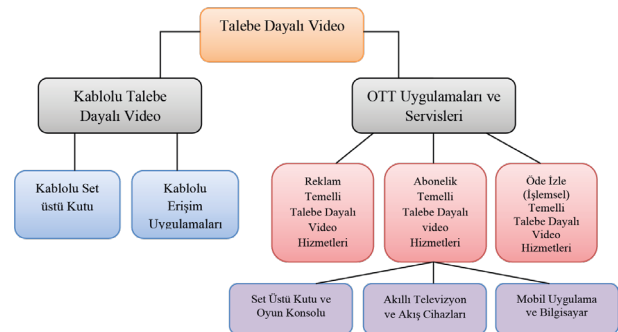 Talebe Dayalı Video
Kablolu Talebe
Dayalı Video
OTT Uygulamaları ve
Servisleri
Kablolu Set
üstü Kutu
Kablolu
Erişim
Uygulamaları
Reklam
Temelli
Talebe Dayalı
Video
Hizmetleri
Abonelik
Temelli
Talebe Dayalı
video
Hizmetleri
Öde İzle
(İşlemsel)
Temelli
Talebe Dayalı
Video
Hizmetleri
Set Üstü Kutu ve
Oyun Konsolu
Akıllı Televizyon
ve Akış Cihazları
Mobil Uygulama
ve Bilgisayar